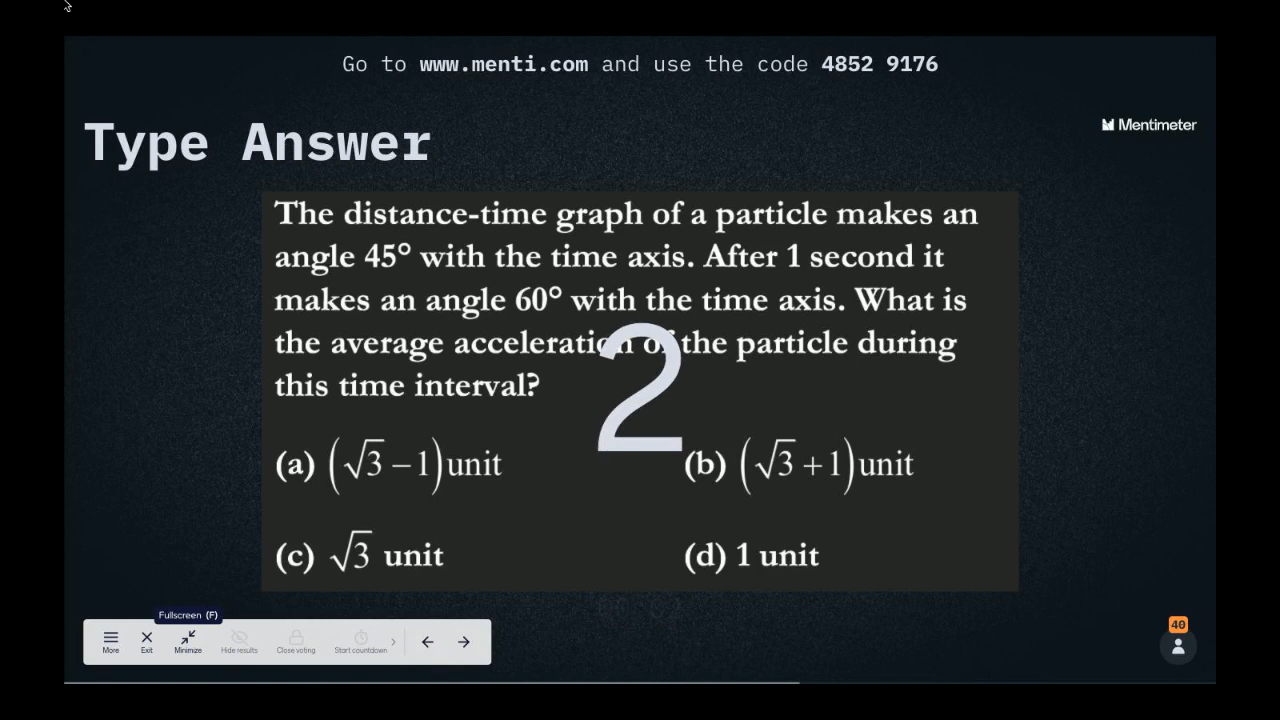 Go to www.menti.com and use the code 4852 9176
Type Answer
Mentimeter
The distance-time graph of a particle makes an
angle 45° with the time axis. After 1 second it
makes an angle 60° with the time axis. What is
the average acceleration of the particle during
this time interval?
2
(a) (√3 − 1) unit (b) (√3 + 1) unit
(c) √3 unit (d) 1 unit
Fullscreen (F)
More Exit Minimize Hide results Close voting Start countdown
40